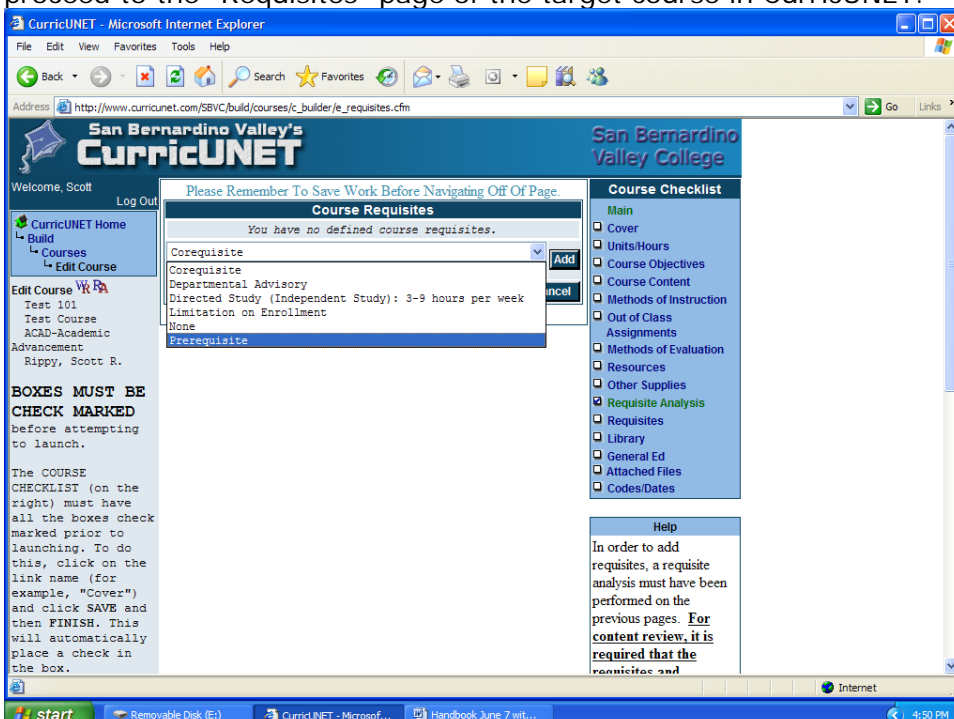 proceed to the "Requisites" page of the target course in CurricUNET.
CurricUNET - Microsoft Internet Explorer
File Edit View Favorites Tools Help
Back Search Favorites
Address http://www.curricunet.com/SBVC/build/courses/c_builder/e_requisites.cfm Go Links
San Bernardino Valley's
CurricUNET
San Bernardino
Valley College
Welcome, Scott
Log Out
CurricUNET Home
Build
Courses
Edit Course
Edit Course
Test 101
Test Course
ACAD-Academic
Advancement
Rippy, Scott R.
BOXES MUST BE
CHECK MARKED
before attempting
to launch.
The COURSE
CHECKLIST (on the
right) must have
all the boxes check
marked prior to
launching. To do
this, click on the
link name (for
example, "Cover")
and click SAVE and
then FINISH. This
will automatically
place a check in
the box.
Please Remember To Save Work Before Navigating Off Of Page.
Course Requisites
You have no defined course requisites.
Corequisite
Add
Corequisite
Departmental Advisory
Directed Study (Independent Study): 3-9 hours per week
Limitation on Enrollment
None
Prerequisite
ncel
Course Checklist
Main
Cover
Units/Hours
Course Objectives
Course Content
Methods of Instruction
Out of Class
Assignments
Methods of Evaluation
Resources
Other Supplies
Requisite Analysis
Requisites
Library
General Ed
Attached Files
Codes/Dates
Help
In order to add
requisites, a requisite
analysis must have been
performed on the
previous pages. For
content review, it is
required that the
requisites and
Internet
start Removable Disk (E:) CurricUNET - Microsof... Handbook June 7 wit... 4:50 PM